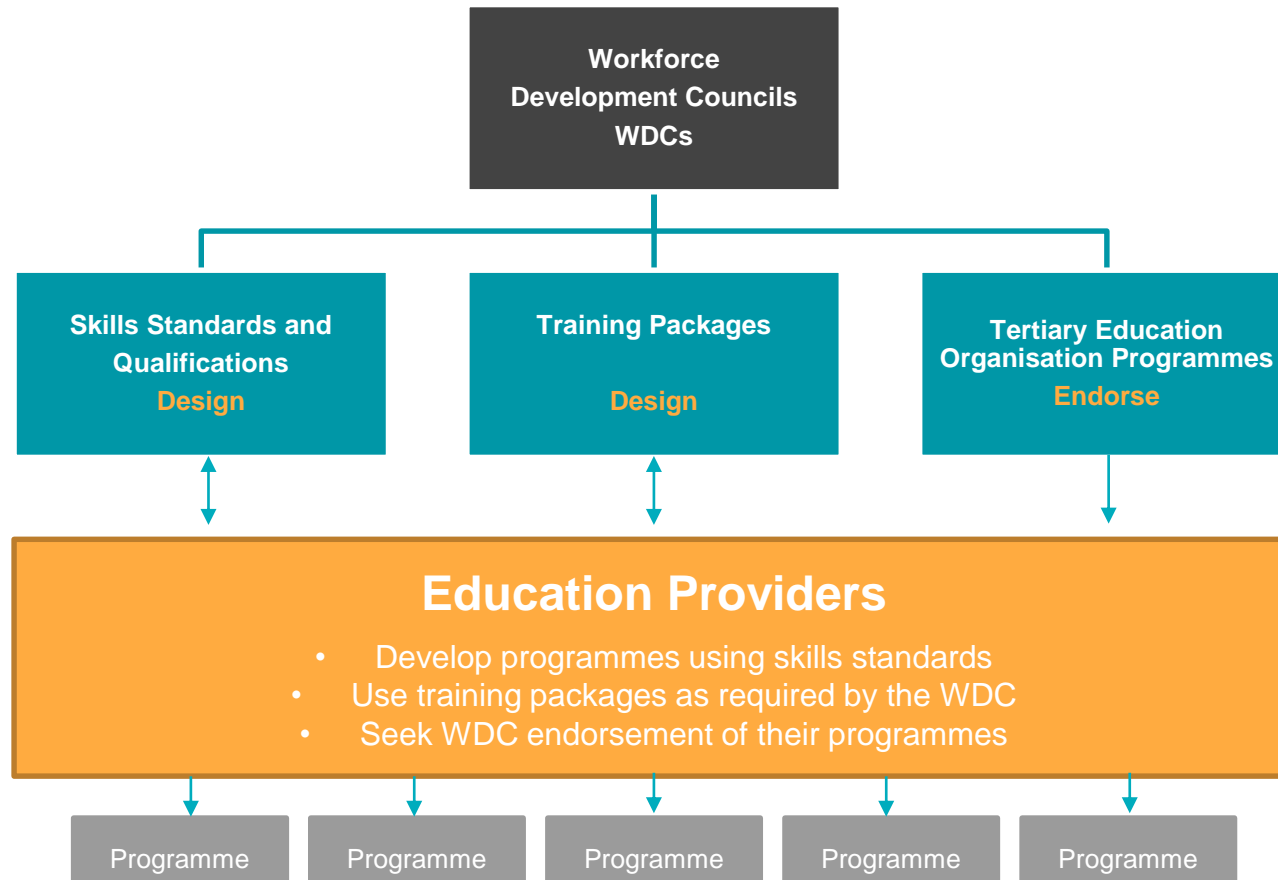 Workforce
Development Councils
WDCs
Skills Standards and
Qualifications
Design
Training Packages
Design
Tertiary Education
Organisation Programmes
Endorse
Education Providers
• Develop programmes using skills standards
• Use training packages as required by the WDC
• Seek WDC endorsement of their programmes
Programme
Programme
Programme
Programme
Programme